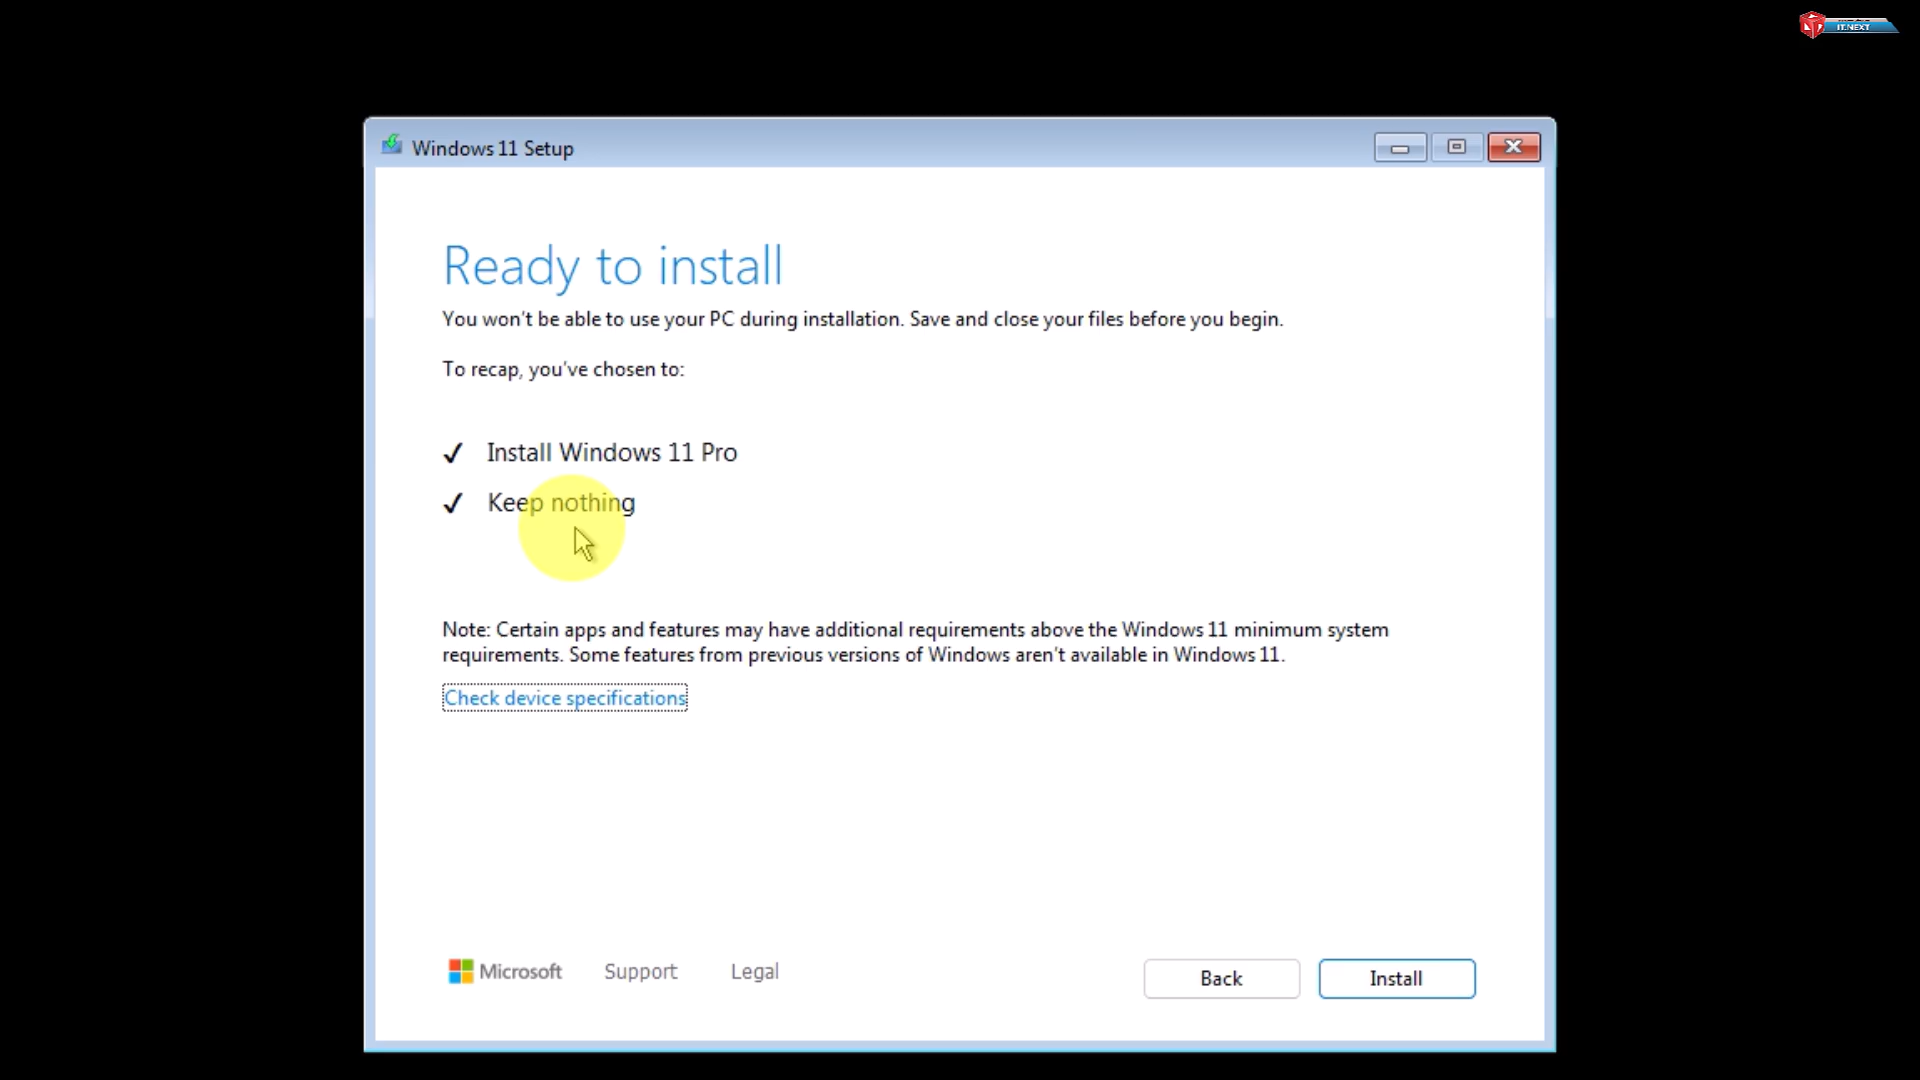 IT.NEXT
Windows 11 Setup
Ready to install
You won't be able to use your PC during installation. Save and close your files before you begin.
To recap, you've chosen to:
✓ Install Windows 11 Pro
✓ Keep nothing
Note: Certain apps and features may have additional requirements above the Windows 11 minimum system
requirements. Some features from previous versions of Windows aren't available in Windows 11.
Check device specifications
Microsoft Support Legal
Back Install